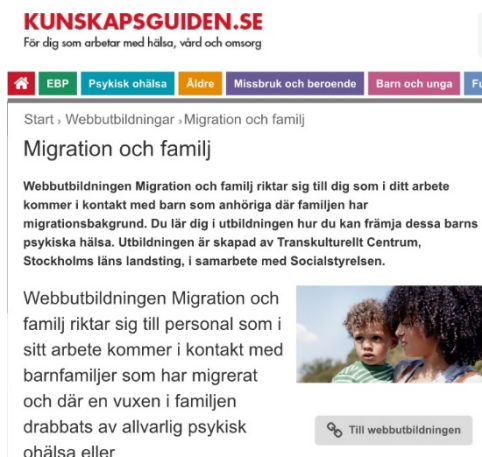 KUNSKAPSGUIDEN.SE
För dig som arbetar med hälsa, vård och omsorg
EBP Psykisk ohälsa Äldre Missbruk och beroende Barn och unga
Start › Webbutbildningar › Migration och familj
Migration och familj
Webbutbildningen Migration och familj riktar sig till dig som i ditt arbete
kommer i kontakt med barn som anhöriga där familjen har
migrationsbakgrund. Du lär dig i utbildningen hur du kan främja dessa barns
psykiska hälsa. Utbildningen är skapad av Transkulturellt Centrum,
Stockholms läns landsting, i samarbete med Socialstyrelsen.
Webbutbildningen Migration och
familj riktar sig till personal som i
sitt arbete kommer i kontakt med
barnfamiljer som har migrerat
och där en vuxen i familjen
drabbats av allvarlig psykisk
ohälsa eller
Till webbutbildningen